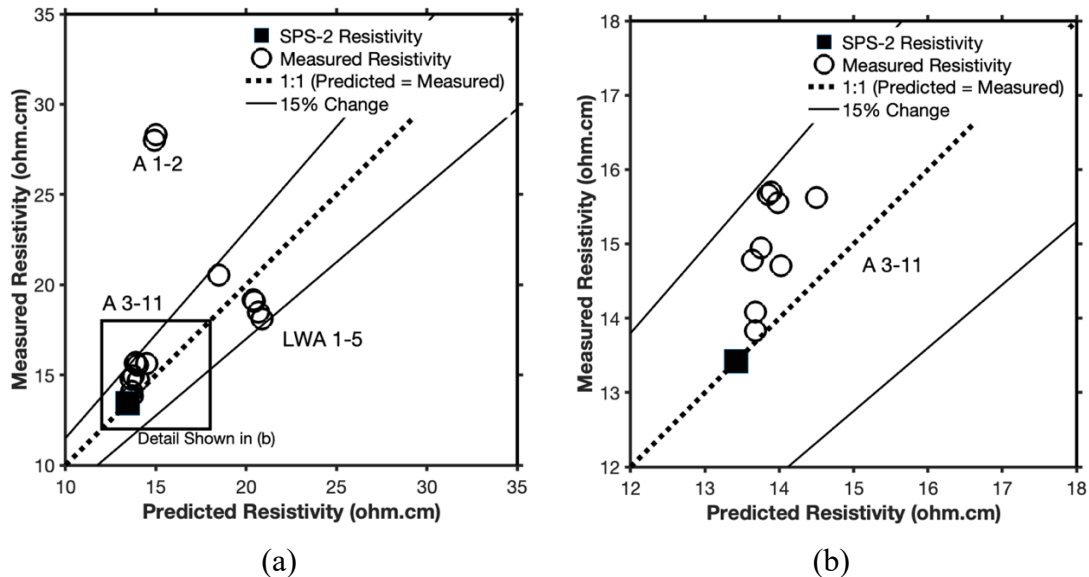 35
30
25
20
15
10
Measured Resistivity (ohm.cm)
SPS-2 Resistivity
Measured Resistivity
1:1 (Predicted = Measured)
15% Change
A 1-2
A 3-11
LWA 1-5
Detail Shown in (b)
10 15 20 25 30 35
Predicted Resistivity (ohm.cm)
(a)
18
17
16
15
14
13
12
Measured Resistivity (ohm.cm)
SPS-2 Resistivity
Measured Resistivity
1:1 (Predicted = Measured)
15% Change
A 3-11
12 13 14 15 16 17 18
Predicted Resistivity (ohm.cm)
(b)